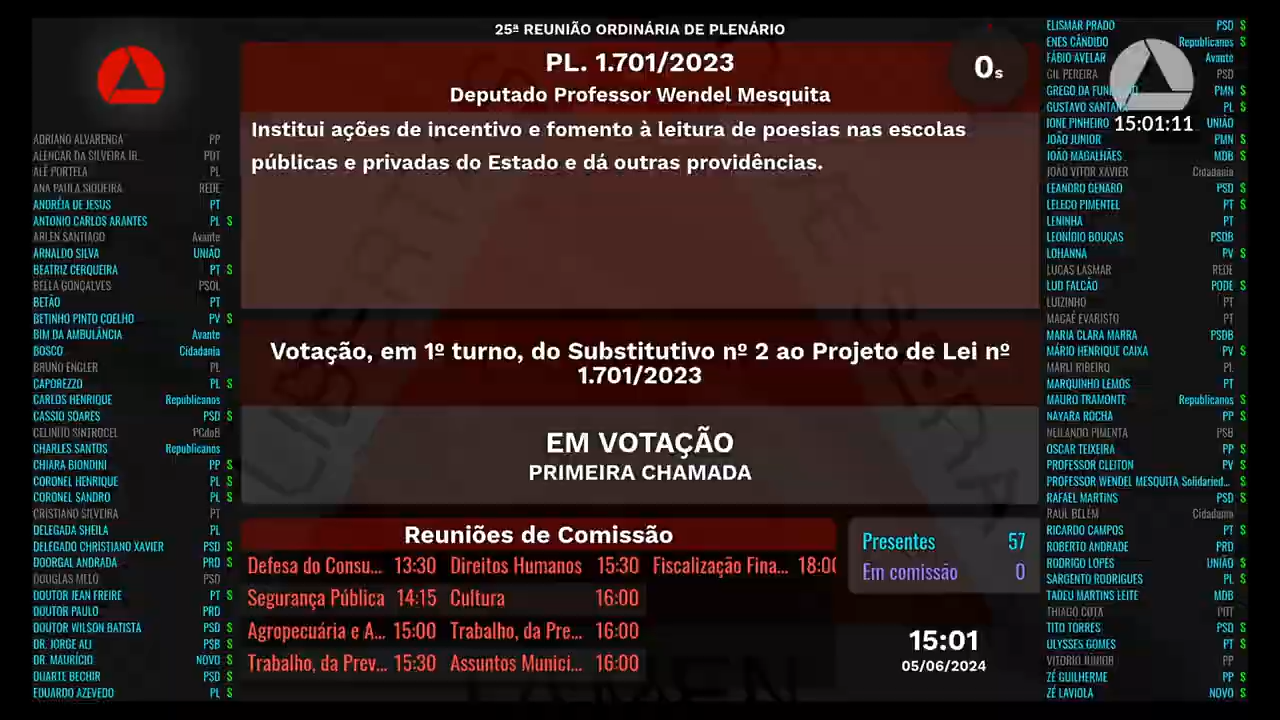 25ª REUNIÃO ORDINÁRIA DE PLENÁRIO
PL. 1.701/2023
Deputado Professor Wendel Mesquita
0s
15:01:11
Institui ações de incentivo e fomento à leitura de poesias nas escolas
públicas e privadas do Estado e dá outras providências.
Votação, em 1º turno, do Substitutivo nº 2 ao Projeto de Lei nº
1.701/2023
EM VOTAÇÃO
PRIMEIRA CHAMADA
Reuniões de Comissão
Defesa do Consu... 13:30 Direitos Humanos 15:30 Fiscalização Fina... 18:00
Segurança Pública 14:15 Cultura 16:00
Agropecuária e A... 15:00 Trabalho, da Pre... 16:00
Trabalho, da Prev... 15:30 Assuntos Munici... 16:00
Presentes 57
Em comissão 0
15:01
05/06/2024
ADRIANO ALVARENGA PP
ALENCAR DA SILVEIRA JR. PDT
ALÊ PORTELA PL
ANA PAULA SIQUEIRA REDE
ANDRÉIA DE JESUS PT
ANTONIO CARLOS ARANTES PL S
ARLEN SANTIAGO Avante
ARNALDO SILVA UNIÃO
BEATRIZ CERQUEIRA PT S
BELLA GONÇALVES PSOL
BETÃO PT
BETINHO PINTO COELHO PV S
BIM DA AMBULÂNCIA Avante
BOSCO Cidadania
BRUNO ENGLER PL
CAPOREZZO PL S
CARLOS HENRIQUE Republicanos
CASSIO SOARES PSD S
CELINHO SINTROCEL PCdoB
CHARLES SANTOS Republicanos
CHIARA BIONDINI PP S
CORONEL HENRIQUE PL S
CORONEL SANDRO PL S
CRISTIANO SILVEIRA PT
DELEGADA SHEILA PL
DELEGADO CHRISTIANO XAVIER PSD S
DOORGAL ANDRADA PRD S
DOUGLAS MELO PSD
DOUTOR JEAN FREIRE PT S
DOUTOR PAULO PRD
DOUTOR WILSON BATISTA PSD S
DR. JORGE ALI PSB S
DR. MAURÍCIO NOVO S
DUARTE BECHIR PSD S
EDUARDO AZEVEDO PL S
ELISMAR PRADO PSD S
ENES CÂNDIDO Republicanos S
FÁBIO AVELAR Avante
GIL PEREIRA PSD
GREGO DA PMN S
GUSTAVO SANTANA PL S
IONE PINHEIRO UNIÃO
JOÃO JUNIOR PMN S
JOÃO MAGALHÃES MDB S
JOÃO VÍTOR XAVIER Cidadania
LEANDRO GENARO PSD S
LELECO PIMENTEL PT S
LENINHA PT
LEONÍDIO BOUÇAS PSDB
LOHANNA PV S
LUCAS LASMAR REDE
LUD FALCÃO PODE S
LUIZINHO PT
MACAÉ EVARISTO PT
MARIA CLARA MARRA PSDB
MÁRIO HENRIQUE CAIXA PV S
MARLI RIBEIRO PL
MARQUINHO LEMOS PT
MAURO TRAMONTE Republicanos S
NAYARA ROCHA PP S
NEILANDO PIMENTA PSB
OSCAR TEIXEIRA PP S
PROFESSOR CLEITON PV S
PROFESSOR WENDEL MESQUITA Solidaried... S
RAFAEL MARTINS PSD S
RAUL BELÉM Cidadania
RICARDO CAMPOS PT S
ROBERTO ANDRADE PRD
RODRIGO LOPES UNIÃO S
SARGENTO RODRIGUES PL S
TADEU MARTINS LEITE MDB
THIAGO COTA PDT
TITO TORRES PSD S
ULYSSES GOMES PT S
VITÓRIO JÚNIOR PP
ZÉ GUILHERME PP S
ZÉ LAVIOLA NOVO S